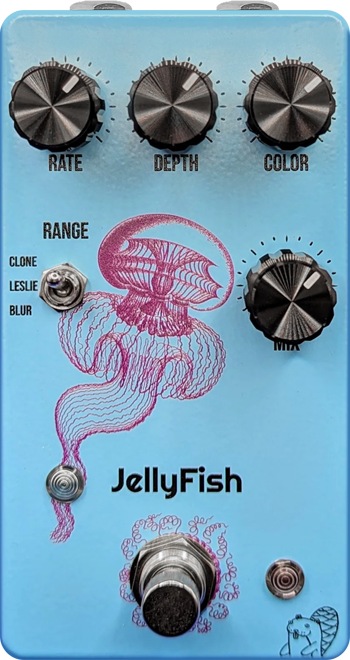 RATE DEPTH COLOR
RANGE
CLONE
LESLIE
BLUR
MIX
JellyFish